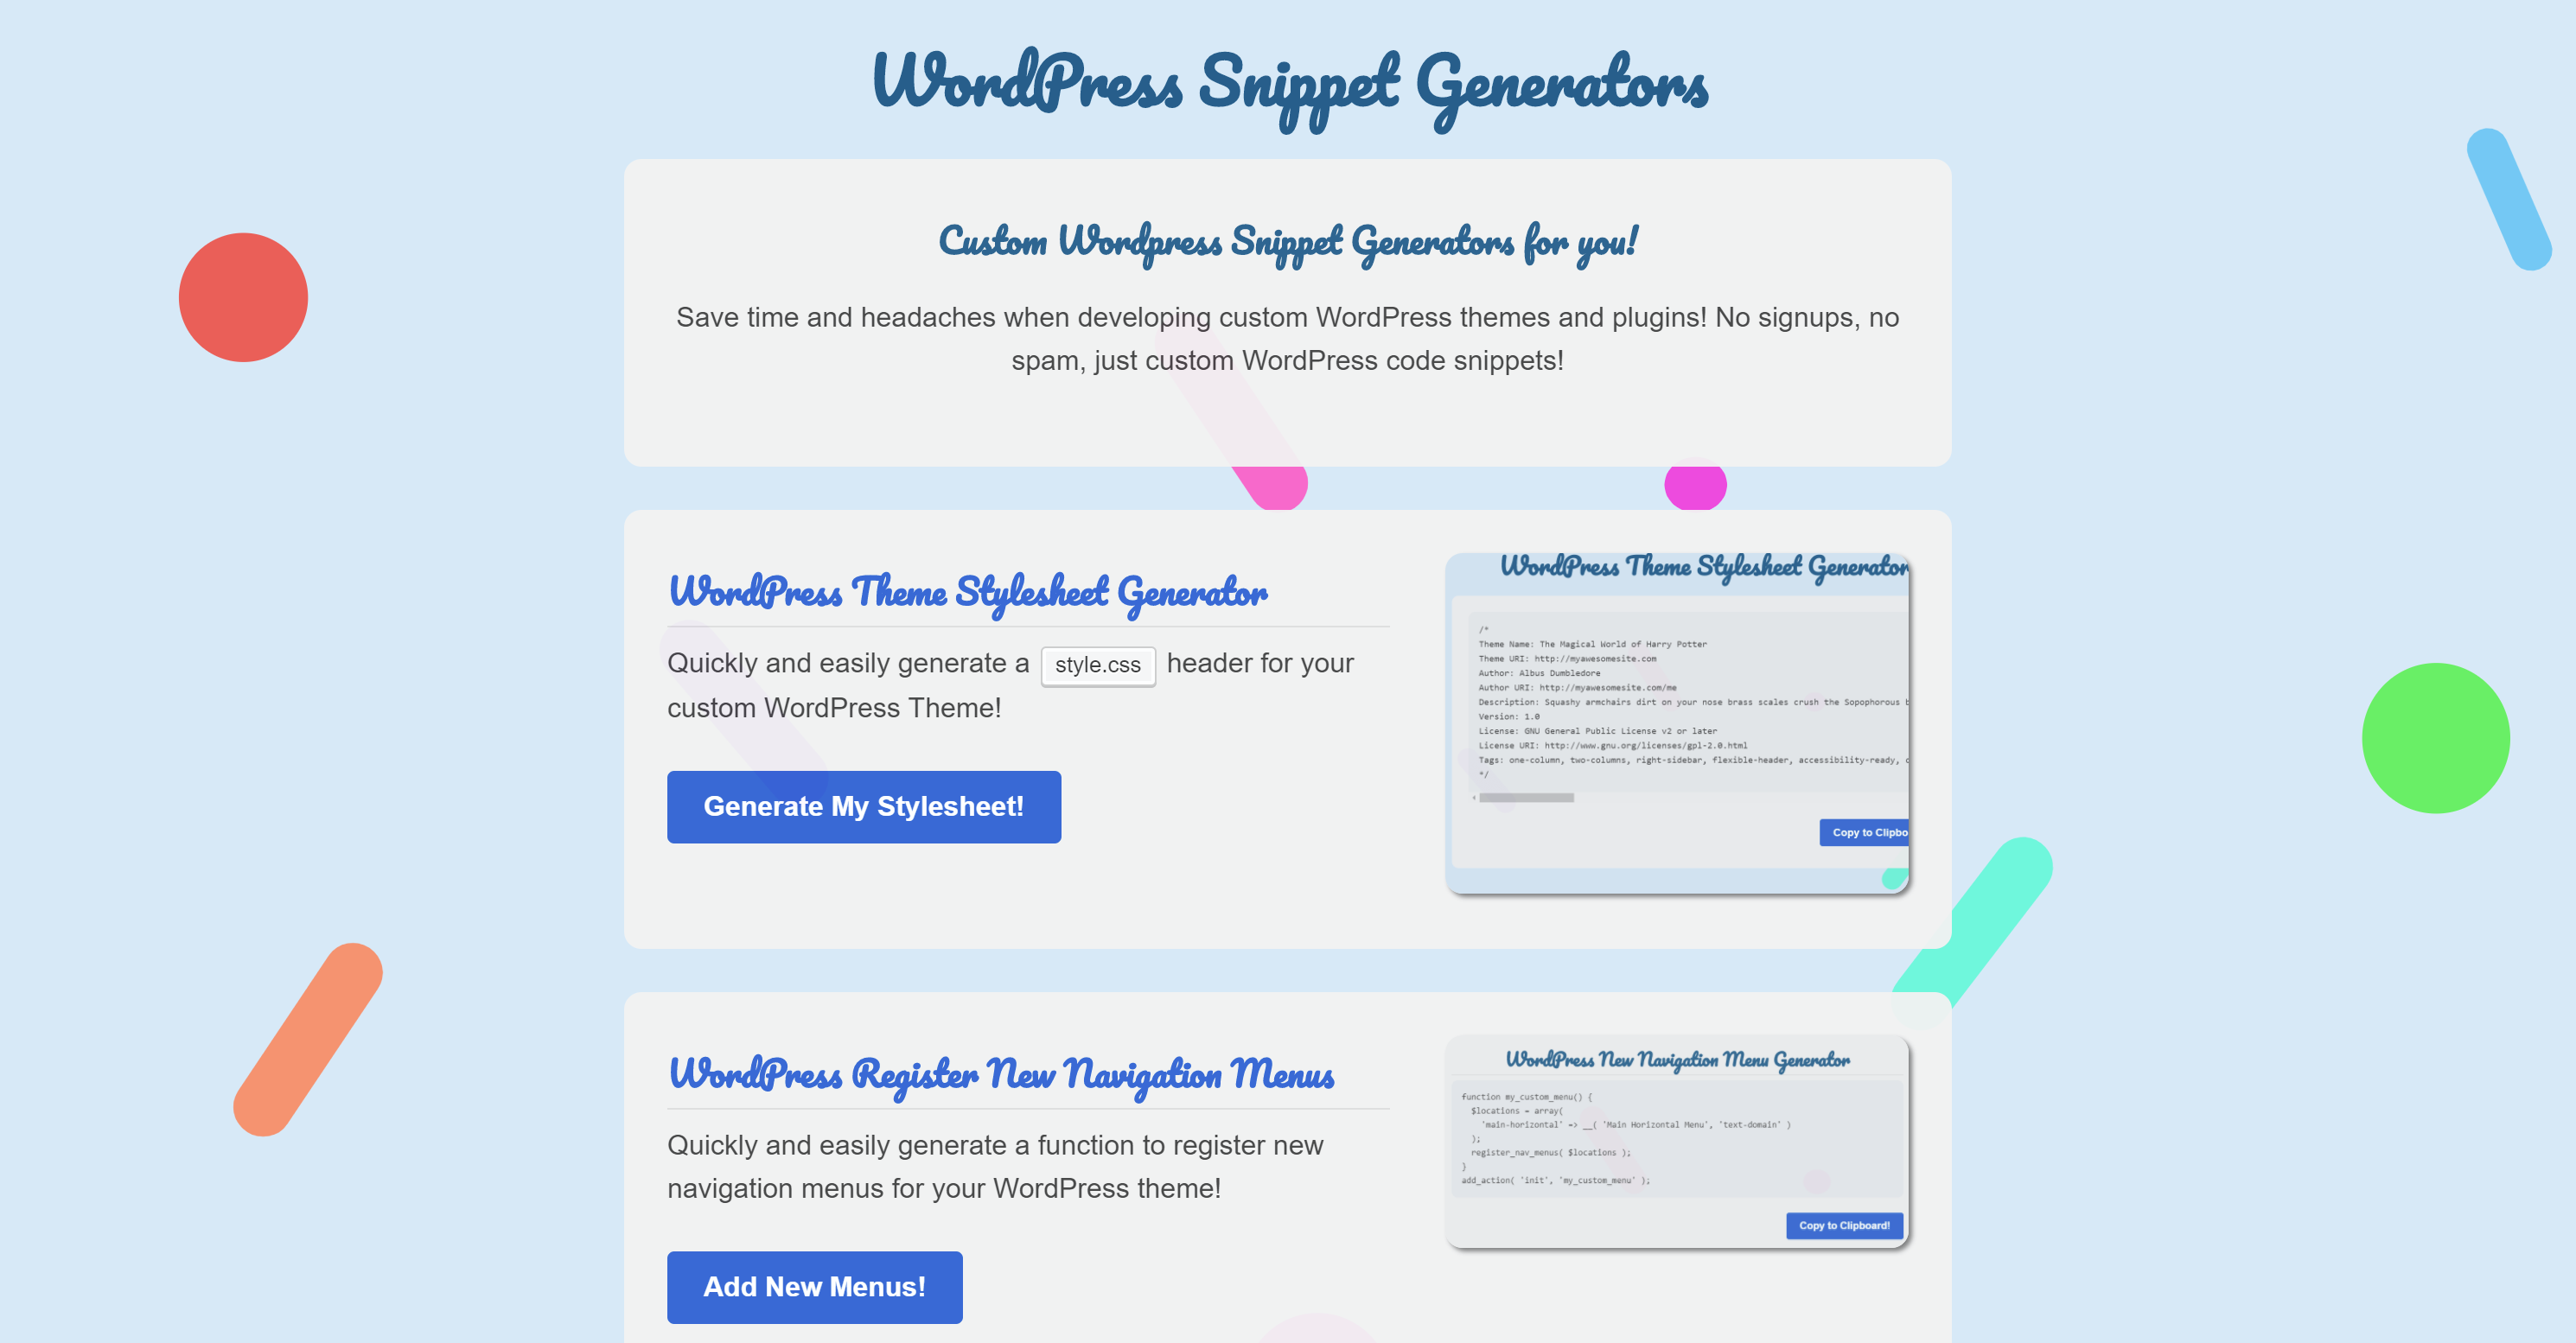 WordPress Snippet Generators
Custom Wordpress Snippet Generators for you!
Save time and headaches when developing custom WordPress themes and plugins! No signups, no
spam, just custom WordPress code snippets!
WordPress Theme Stylesheet Generator
Quickly and easily generate a style.css header for your
custom WordPress Theme!
Generate My Stylesheet!
WordPress Theme Stylesheet Generator
/*
Theme Name: The Magical World of Harry Potter
Theme URI: http://myawesomesite.com
Author: Albus Dumbledore
Author URI: http://myawesomesite.com/me
Description: Squashy armchairs dirt on your nose brass scales crush the Sopophorous
Version: 1.0
License: GNU General Public License v2 or later
License URI: http://www.gnu.org/licenses/gpl-2.0.html
Tags: one-column, two-columns, right-sidebar, flexible-header, accessibility-ready,
*/
Copy to Clipbo
WordPress Register New Navigation Menus
Quickly and easily generate a function to register new
navigation menus for your WordPress theme!
Add New Menus!
WordPress New Navigation Menu Generator
function my_custom_menu() {
$locations = array(
'main-horizontal' => __( 'Main Horizontal Menu', 'text-domain' )
);
register_nav_menus( $locations );
}
add_action( 'init', 'my_custom_menu' );
Copy to Clipboard!